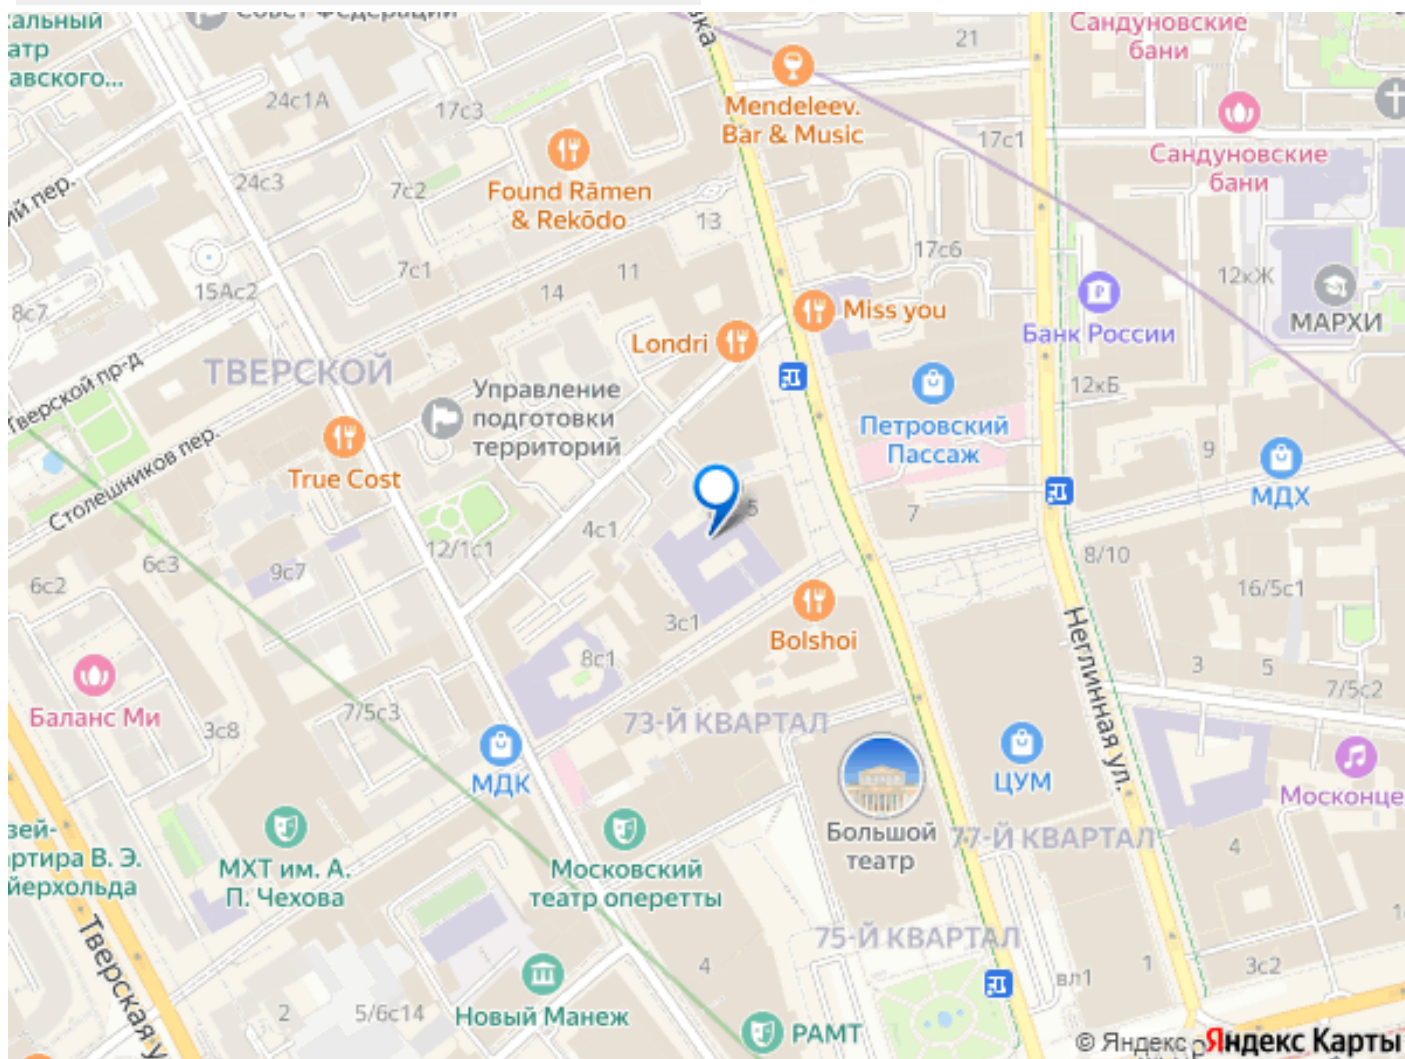 Совет Федерации
Сандуновские
бани
21
24с1А
17с3
Mendeleev.
Bar & Music
17с1
Сандуновские
бани
24с3
7с2
Found Rāmen
& Rekōdo
13
17с6
12кЖ
7с1
11
15Ас2
14
8с7
Miss you
МАРХИ
Londri
Банк России
ТВЕРСКОЙ
Тверской пр-д
Управление
подготовки
территорий
12кБ
Петровский
Пассаж
Столешников пер.
True Cost
9
МДХ
5
7
4с1
12/1с1
6с3
6с2
9с7
8/10
16/5с1
3с1
Bolshoi
8с1
Неглинная ул.
3
5
7/5с2
Баланс Ми
3с8
7/5с3
73-Й КВАРТАЛ
МДК
ЦУМ
Москонце
Большой
театр
77-Й КВАРТАЛ
4
МХТ им. А.
П. Чехова
Московский
театр оперетты
75-Й КВАРТАЛ
Тверская у
4
вл1
1
3с2
2
5/6с14
Новый Манеж
РАМТ
© Яндекс Яндекс Карты